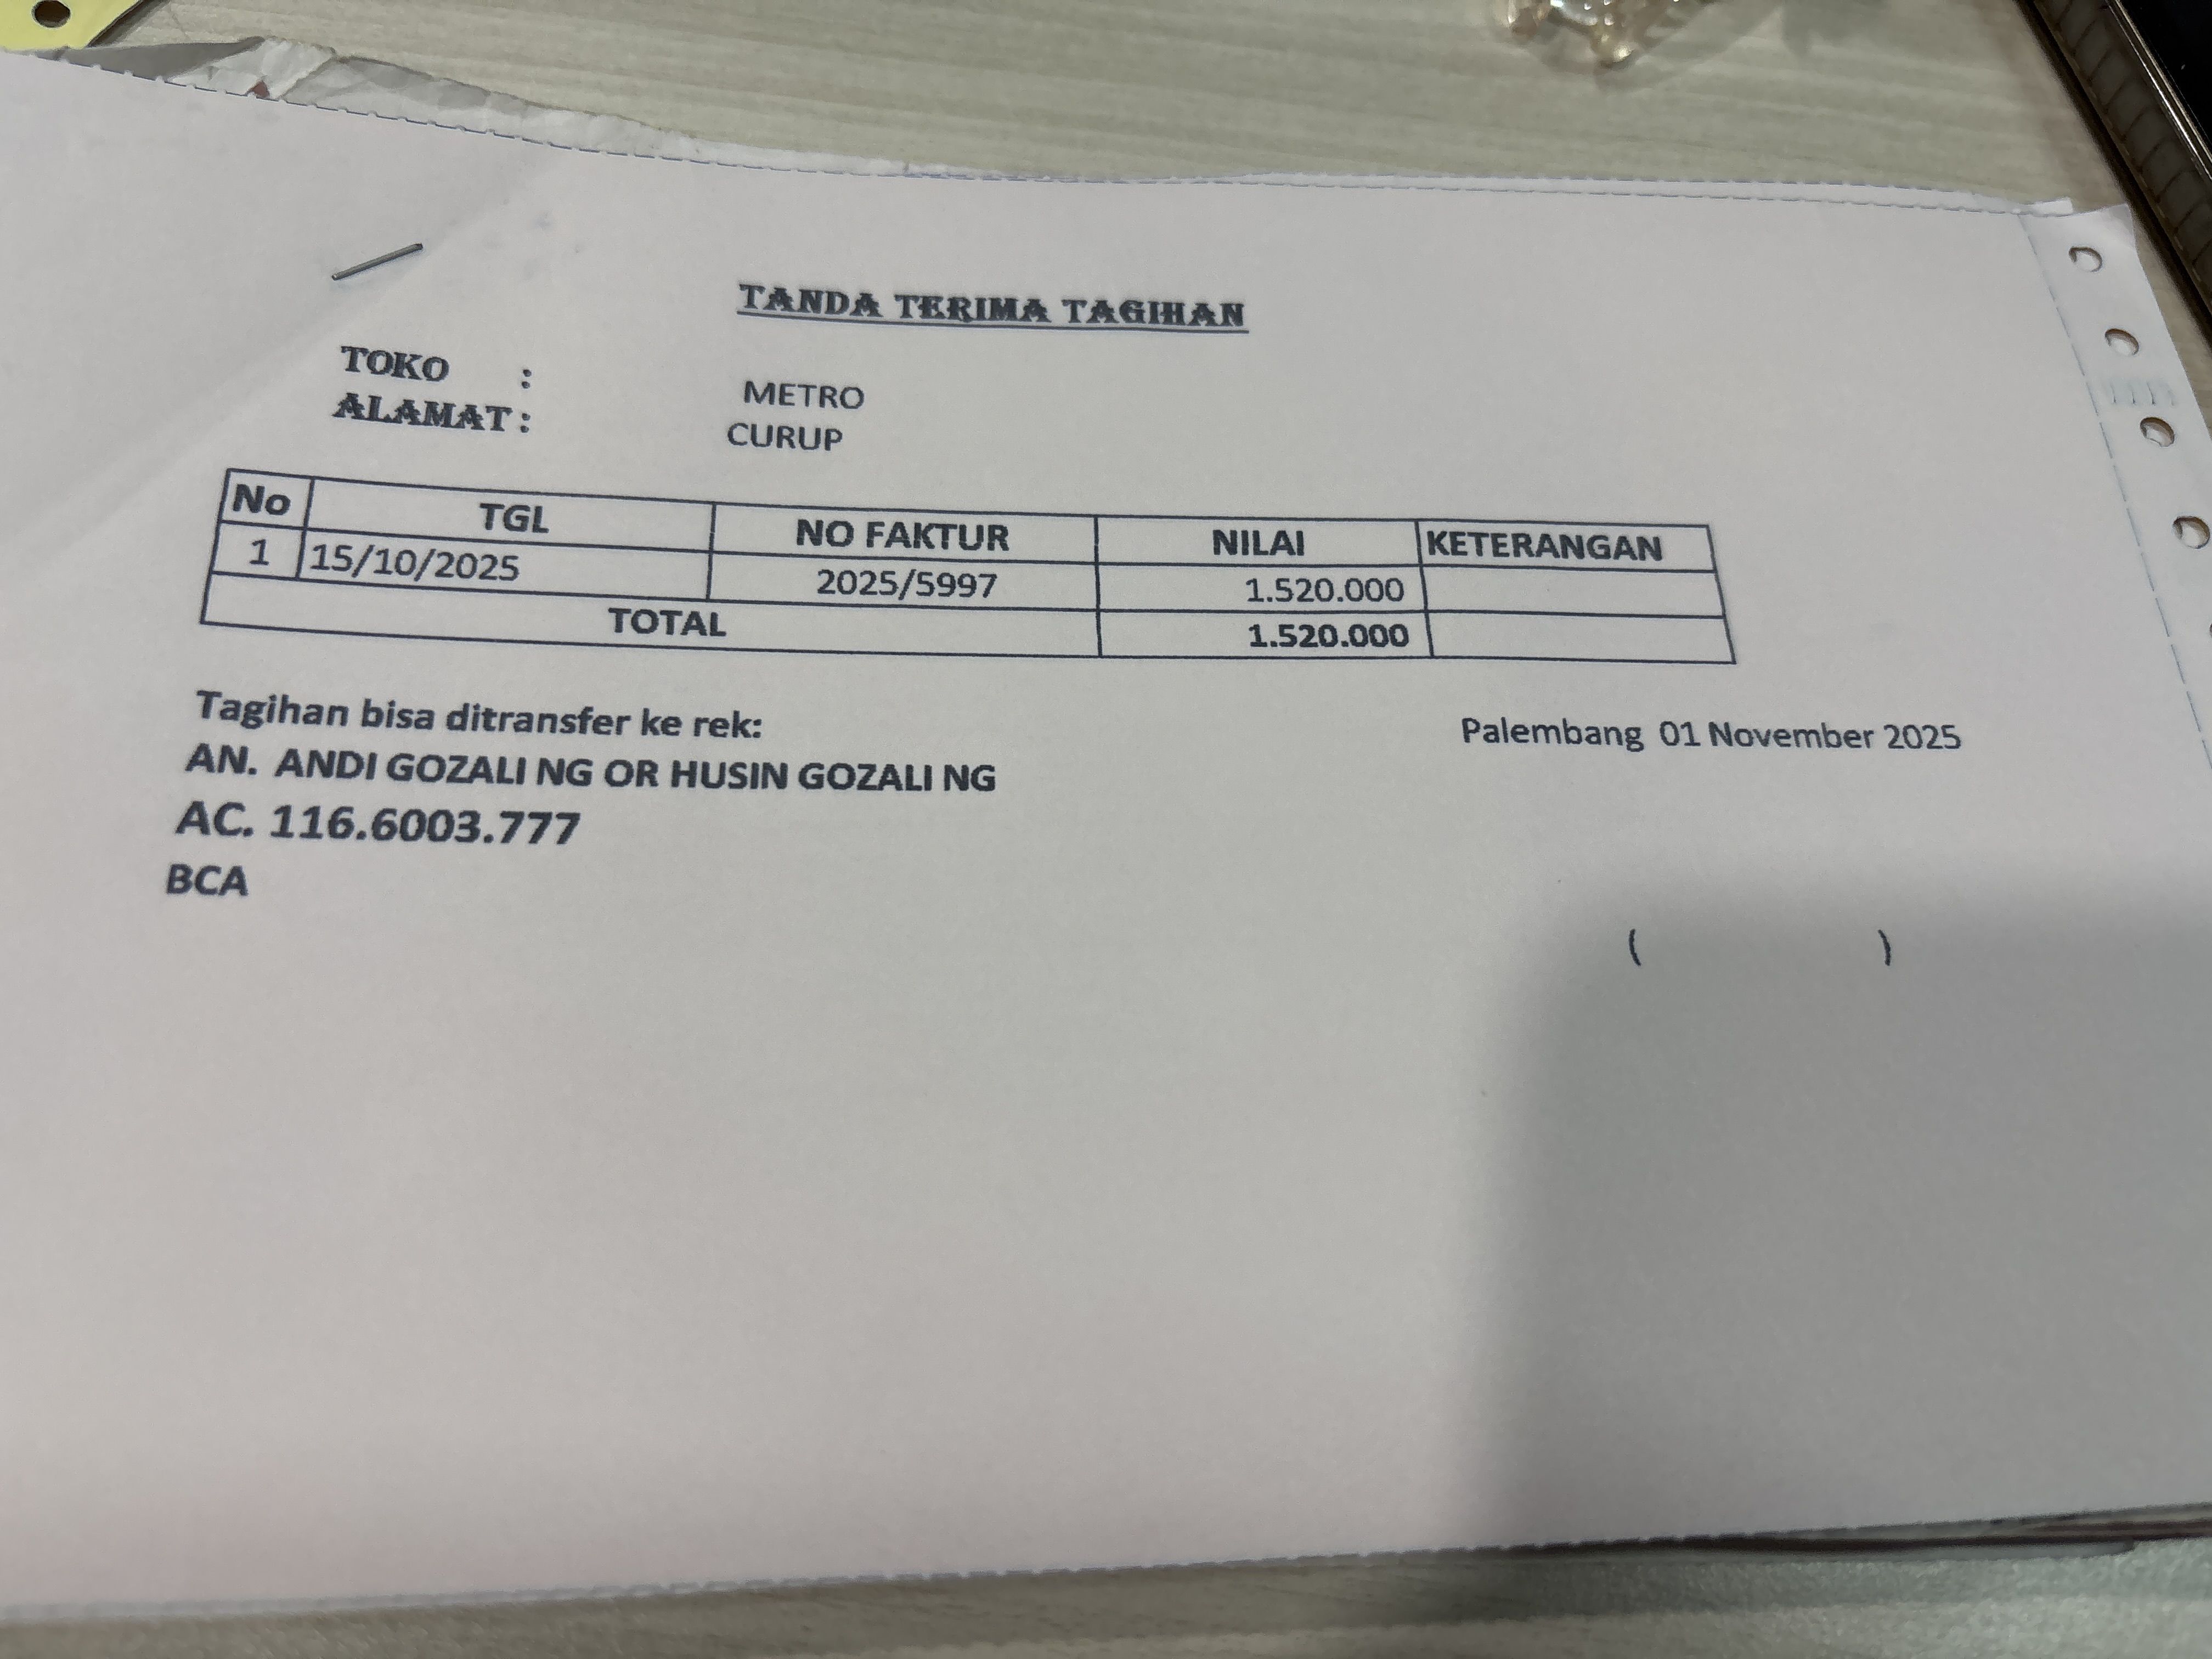 TANDA TERIMA TAGIHAN
TOKO : METRO
ALAMAT : CURUP
No TGL NO FAKTUR NILAI KETERANGAN
1 15/10/2025 2025/5997 1.520.000
TOTAL 1.520.000
Tagihan bisa ditransfer ke rek:
Palembang 01 November 2025
AN. ANDI GOZALI NG OR HUSIN GOZALI NG
AC. 116.6003.777
BCA
( )